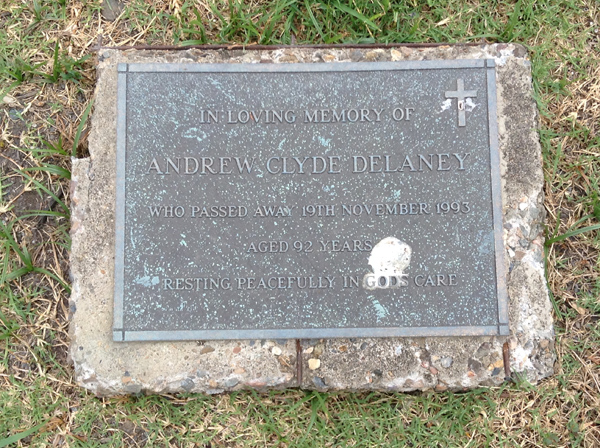 IN LOVING MEMORY OF
ANDREW CLYDE DELANEY
WHO PASSED AWAY 19TH NOVEMBER 1993
AGED 92 YEARS
RESTING PEACEFULLY IN GODS CARE